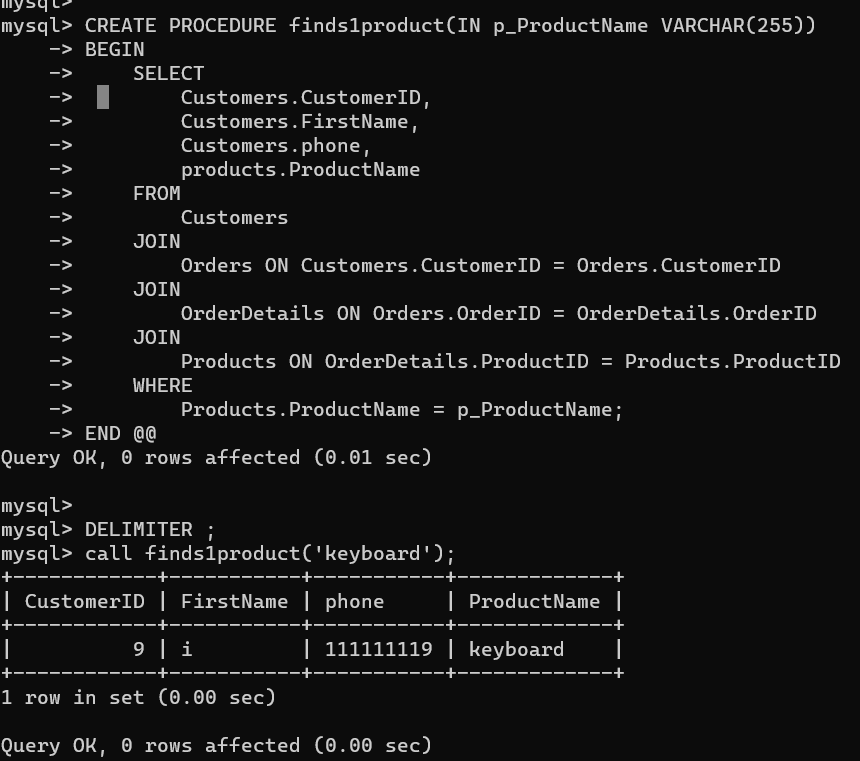 mysql>
mysql> CREATE PROCEDURE finds1product(IN p_ProductName VARCHAR(255))
    -> BEGIN
    ->     SELECT
    ->         Customers.CustomerID,
    ->         Customers.FirstName,
    ->         Customers.phone,
    ->         products.ProductName
    ->     FROM
    ->         Customers
    ->     JOIN
    ->         Orders ON Customers.CustomerID = Orders.CustomerID
    ->     JOIN
    ->         OrderDetails ON Orders.OrderID = OrderDetails.OrderID
    ->     JOIN
    ->         Products ON OrderDetails.ProductID = Products.ProductID
    ->     WHERE
    ->         Products.ProductName = p_ProductName;
    -> END @@
Query OK, 0 rows affected (0.01 sec)

mysql>
mysql> DELIMITER ;
mysql> call finds1product('keyboard');
+------------+-----------+-----------+-------------+
| CustomerID | FirstName | phone     | ProductName |
+------------+-----------+-----------+-------------+
|          9 | i         | 111111119 | keyboard    |
+------------+-----------+-----------+-------------+
1 row in set (0.00 sec)

Query OK, 0 rows affected (0.00 sec)